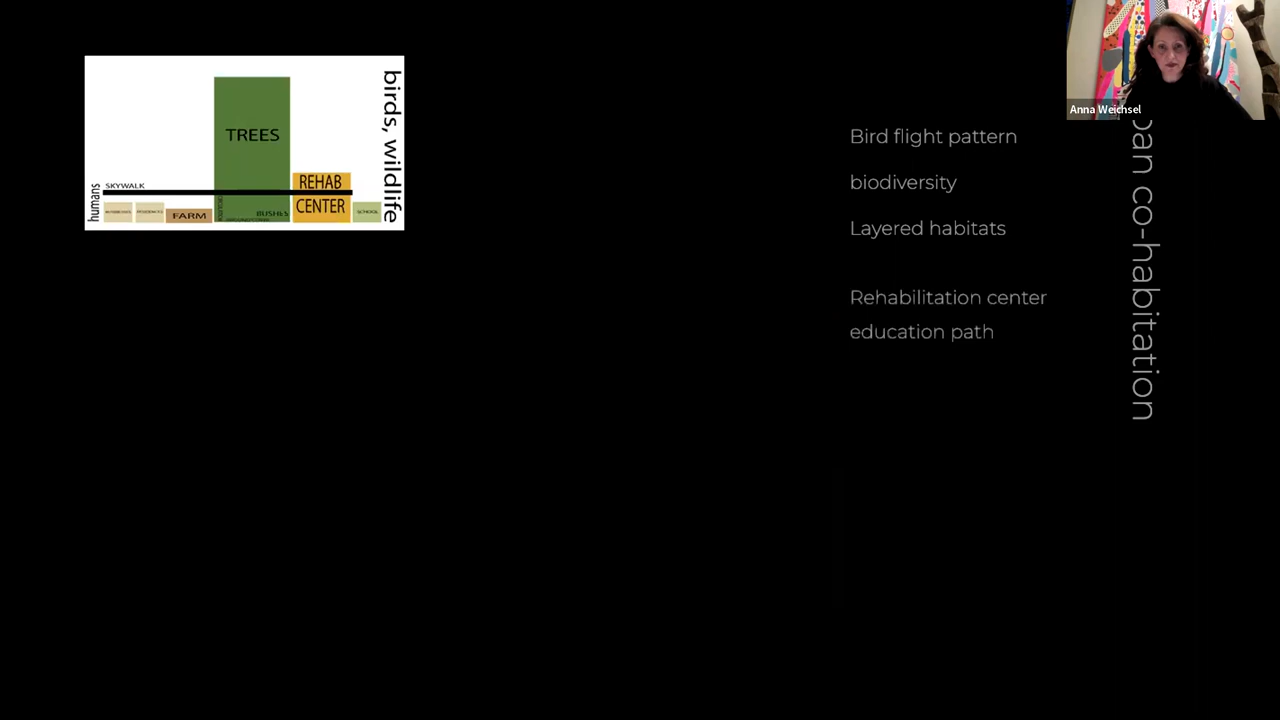 birds, wildlife
TREES
SKYWALK
REHAB
CENTER
humans
FARM
BUSHES
SCHOOL
Anna Weichsel
Bird flight pattern
biodiversity
Layered habitats
Rehabilitation center
education path
co-habitation